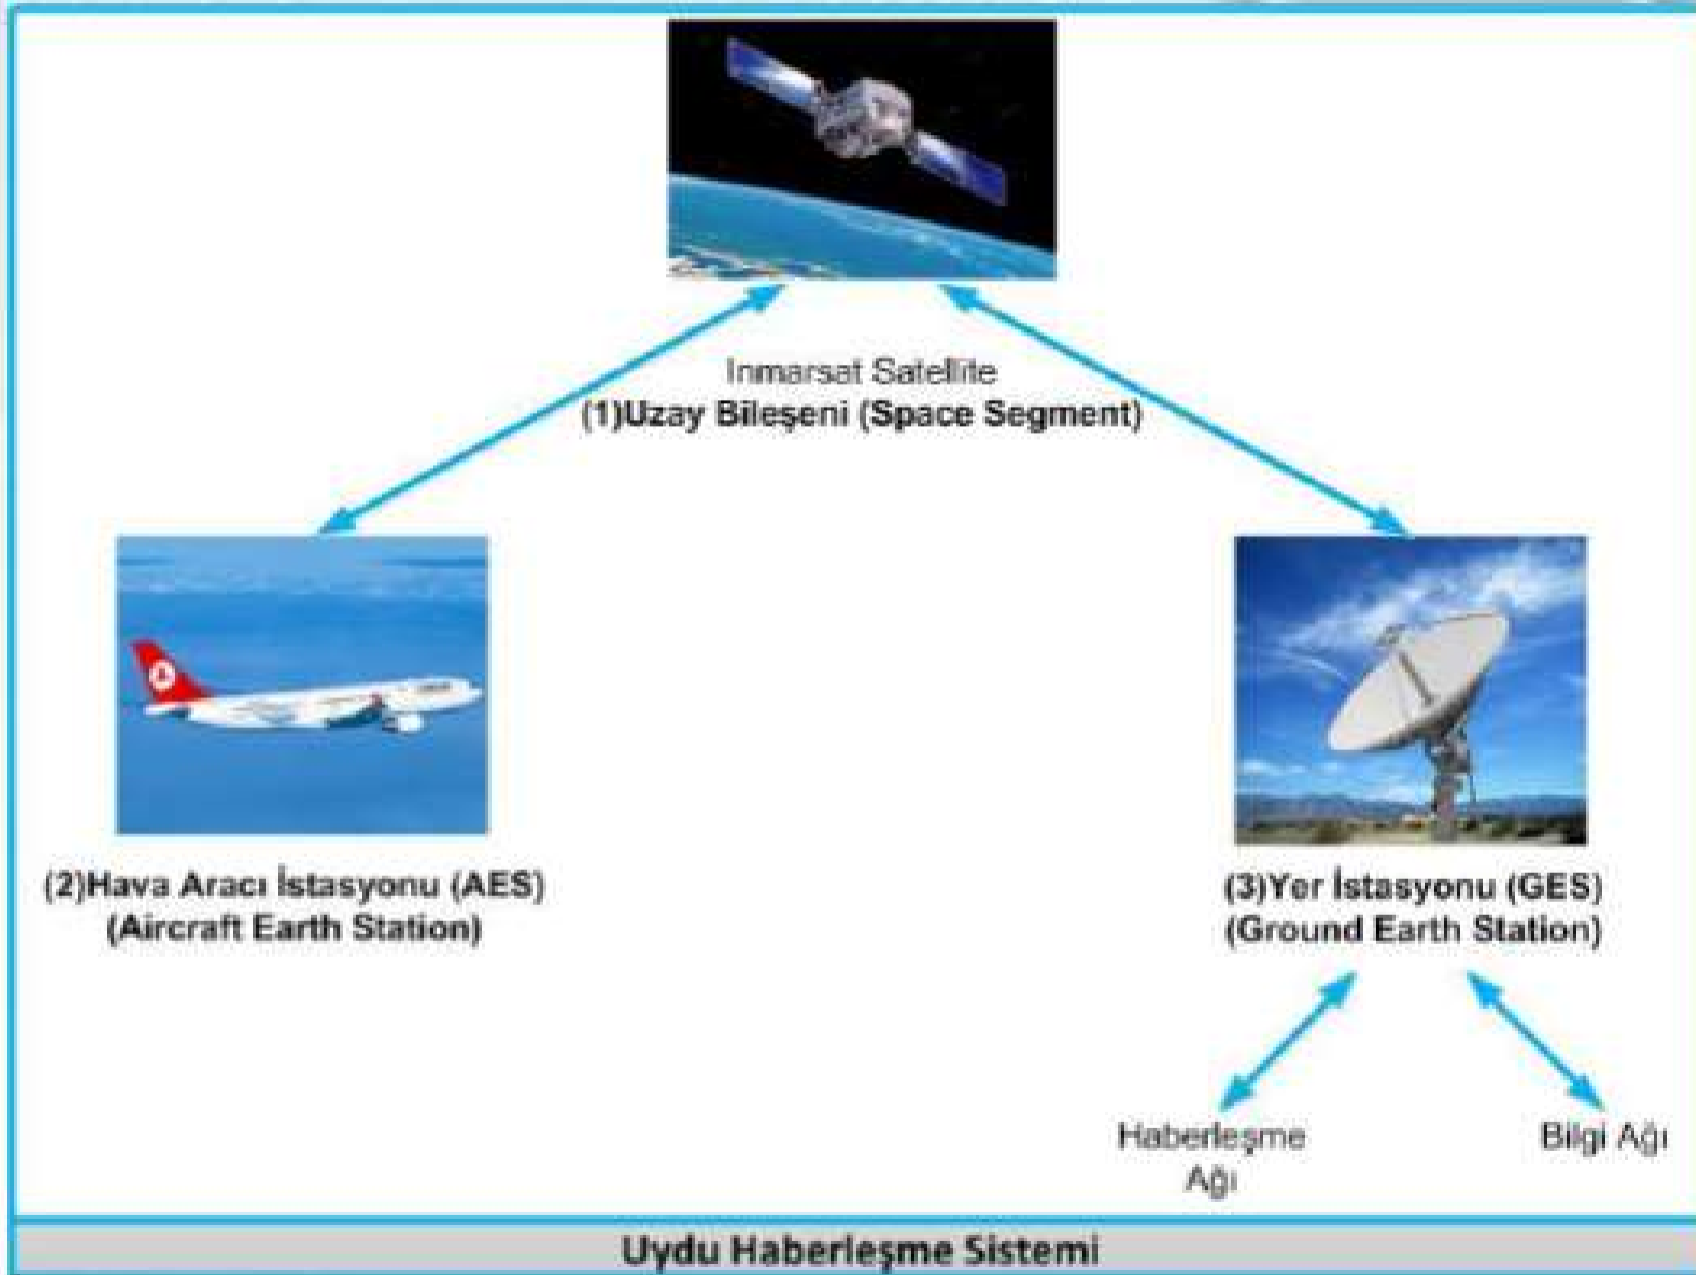 Inmarsat Satellite
(1)Uzay Bileşeni (Space Segment)
(2)Hava Aracı İstasyonu (AES)
(Aircraft Earth Station)
(3)Yer İstasyonu (GES)
(Ground Earth Station)
Haberleşme
Ağı
Bilgi Ağı
Uydu Haberleşme Sistemi